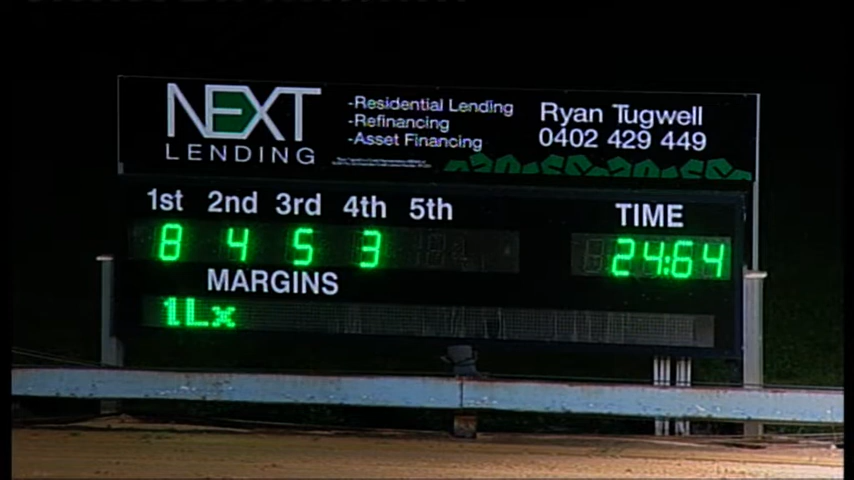 NEXT
LENDING
-Residential Lending
-Refinancing
-Asset Financing
Ryan Tugwell
0402 429 449
1st 2nd 3rd 4th 5th TIME
8 4 5 3 24:64
MARGINS
1Lx